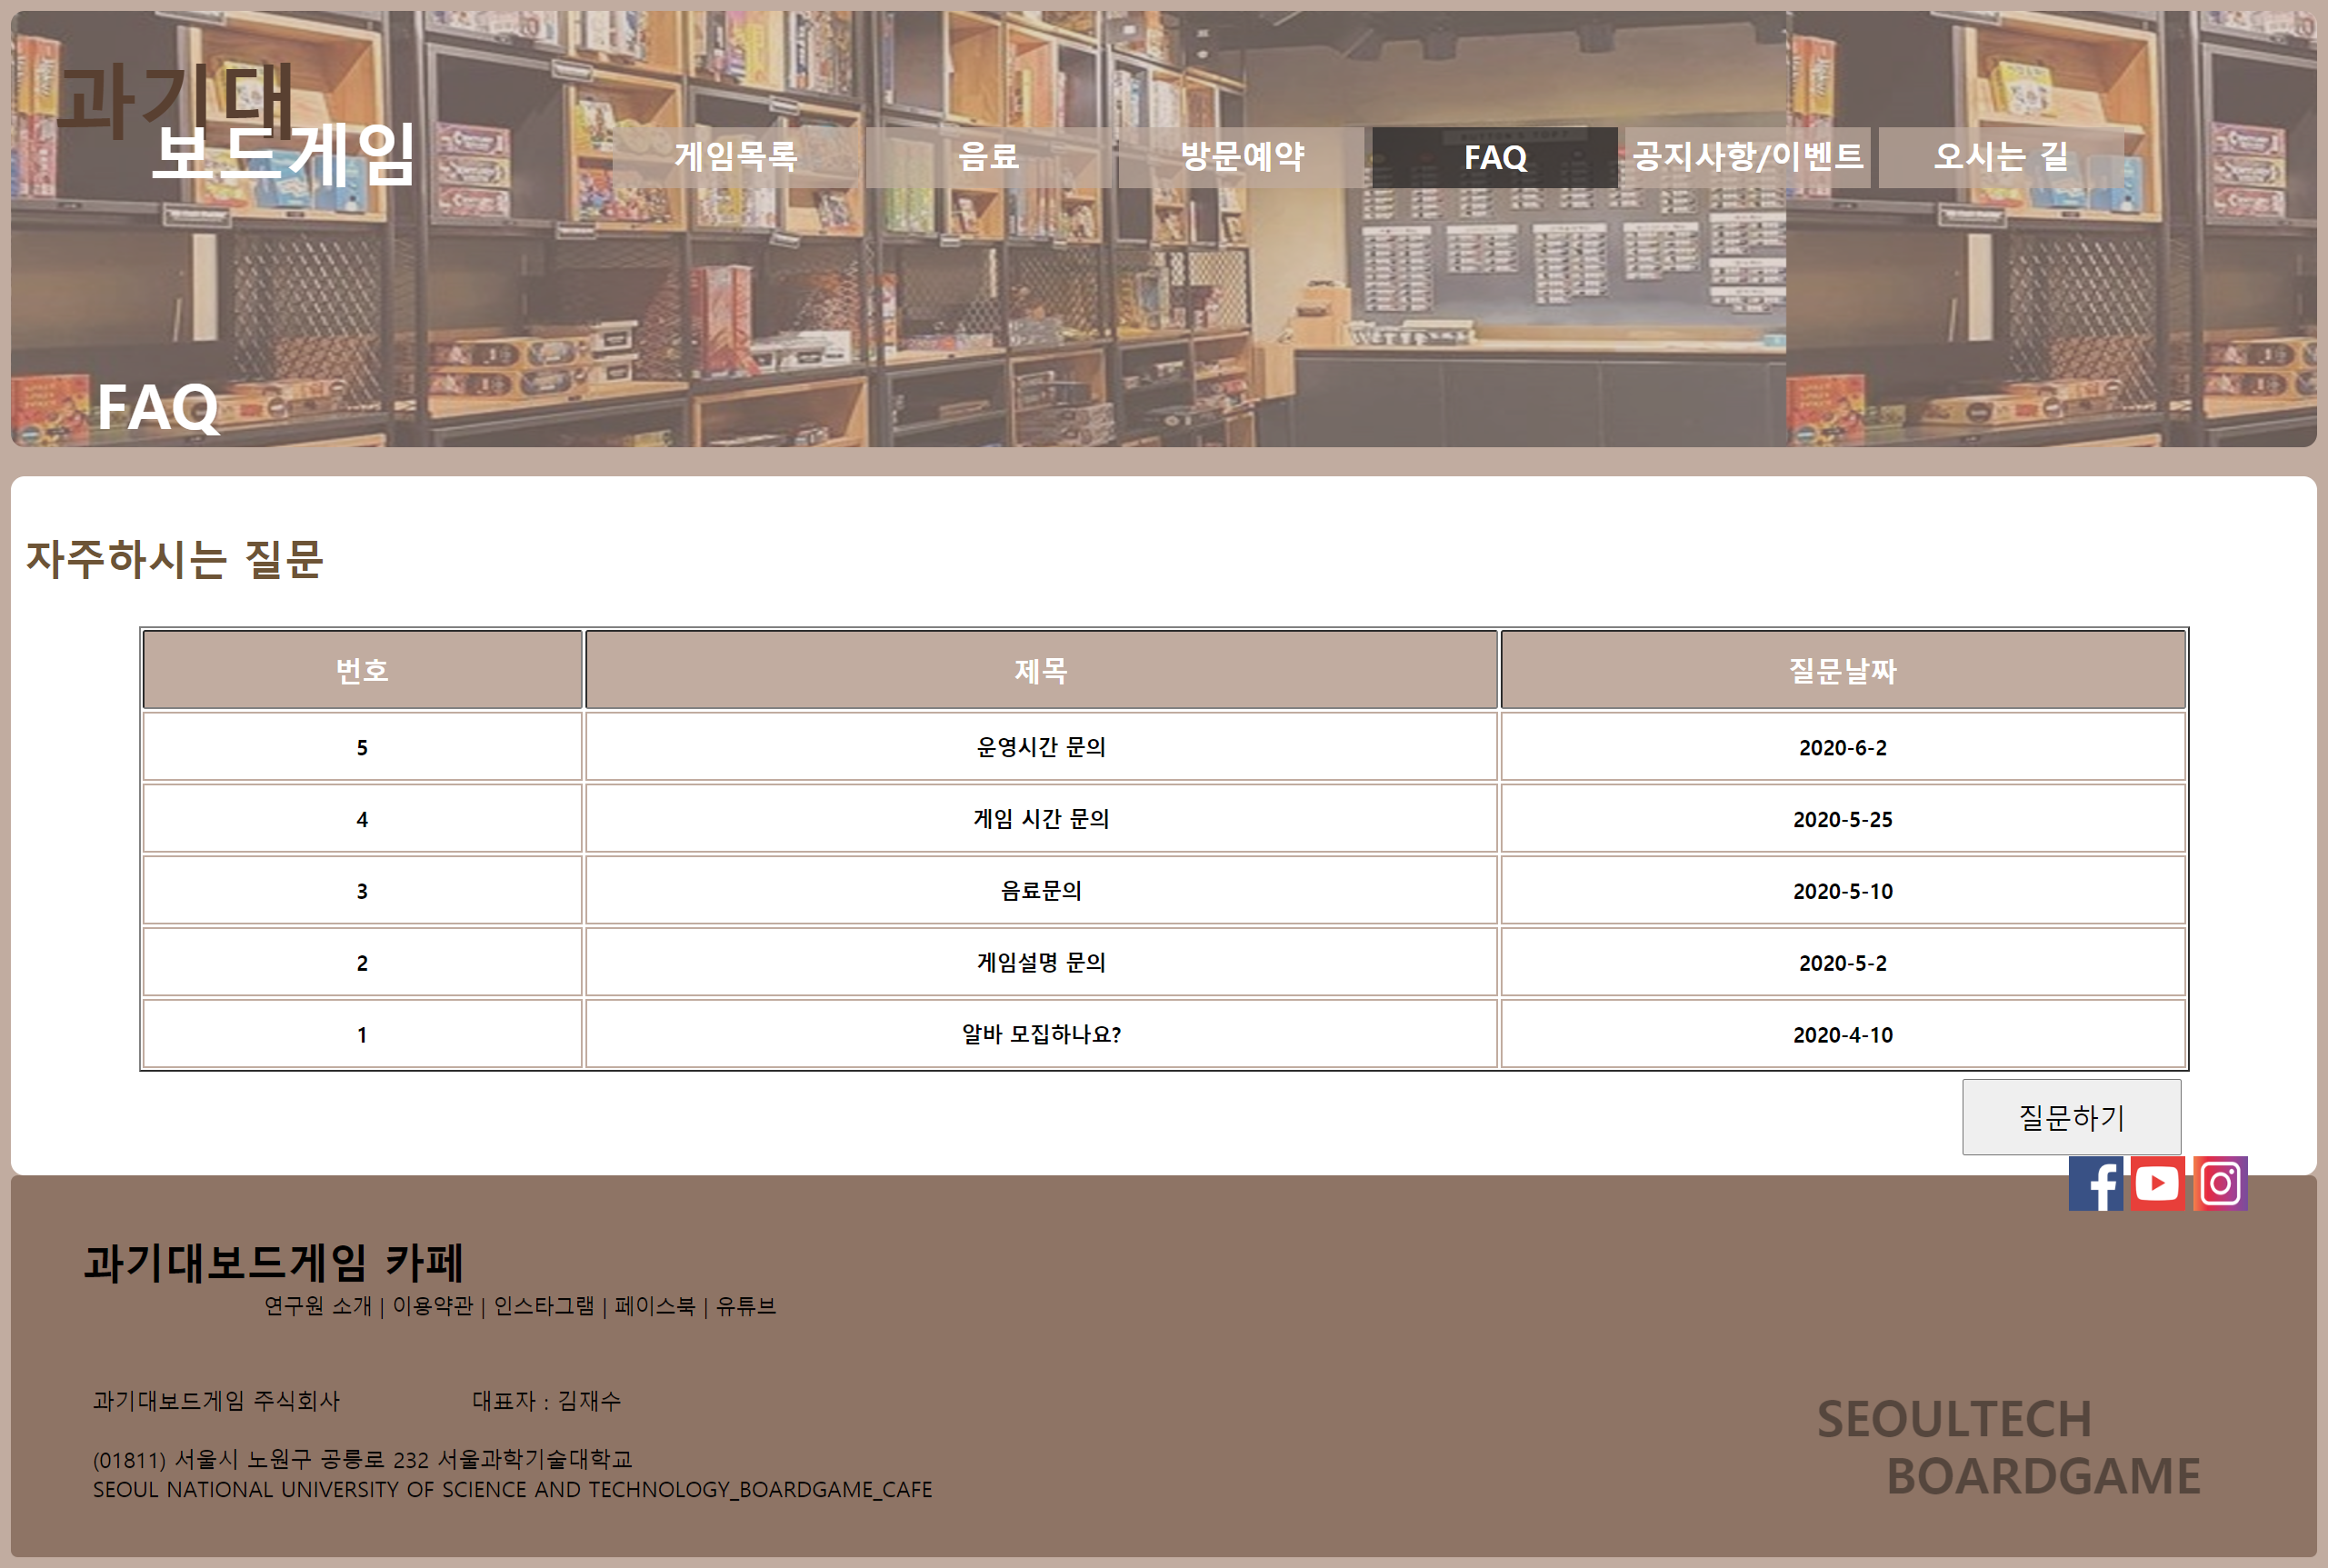 과기대
보드게임
게임목록 음료 방문예약 FAQ 공지사항/이벤트 오시는 길
FAQ
자주하시는 질문
번호 제목 질문날짜
5 운영시간 문의 2020-6-2
4 게임 시간 문의 2020-5-25
3 음료문의 2020-5-10
2 게임설명 문의 2020-5-2
1 알바 모집하나요? 2020-4-10
질문하기
과기대보드게임 카페
연구원 소개 | 이용약관 | 인스타그램 | 페이스북 | 유튜브
과기대보드게임 주식회사 대표자 : 김재수
(01811) 서울시 노원구 공릉로 232 서울과학기술대학교
SEOUL NATIONAL UNIVERSITY OF SCIENCE AND TECHNOLOGY_BOARDGAME_CAFE
SEOULTECH
BOARDGAME